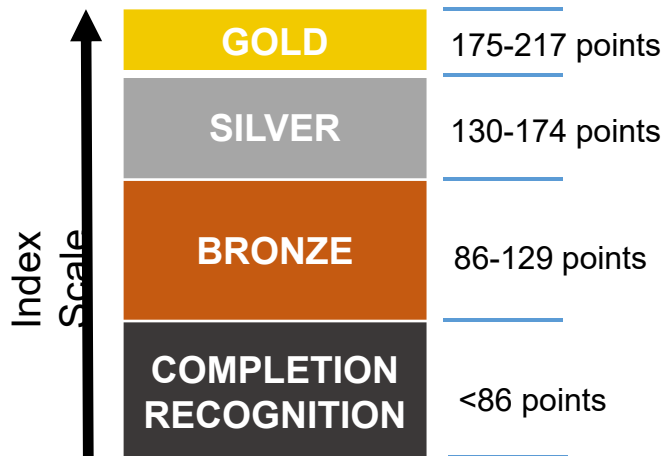 GOLD
175-217 points
SILVER
130-174 points
BRONZE
86-129 points
COMPLETION
RECOGNITION
<86 points
Index
Scale